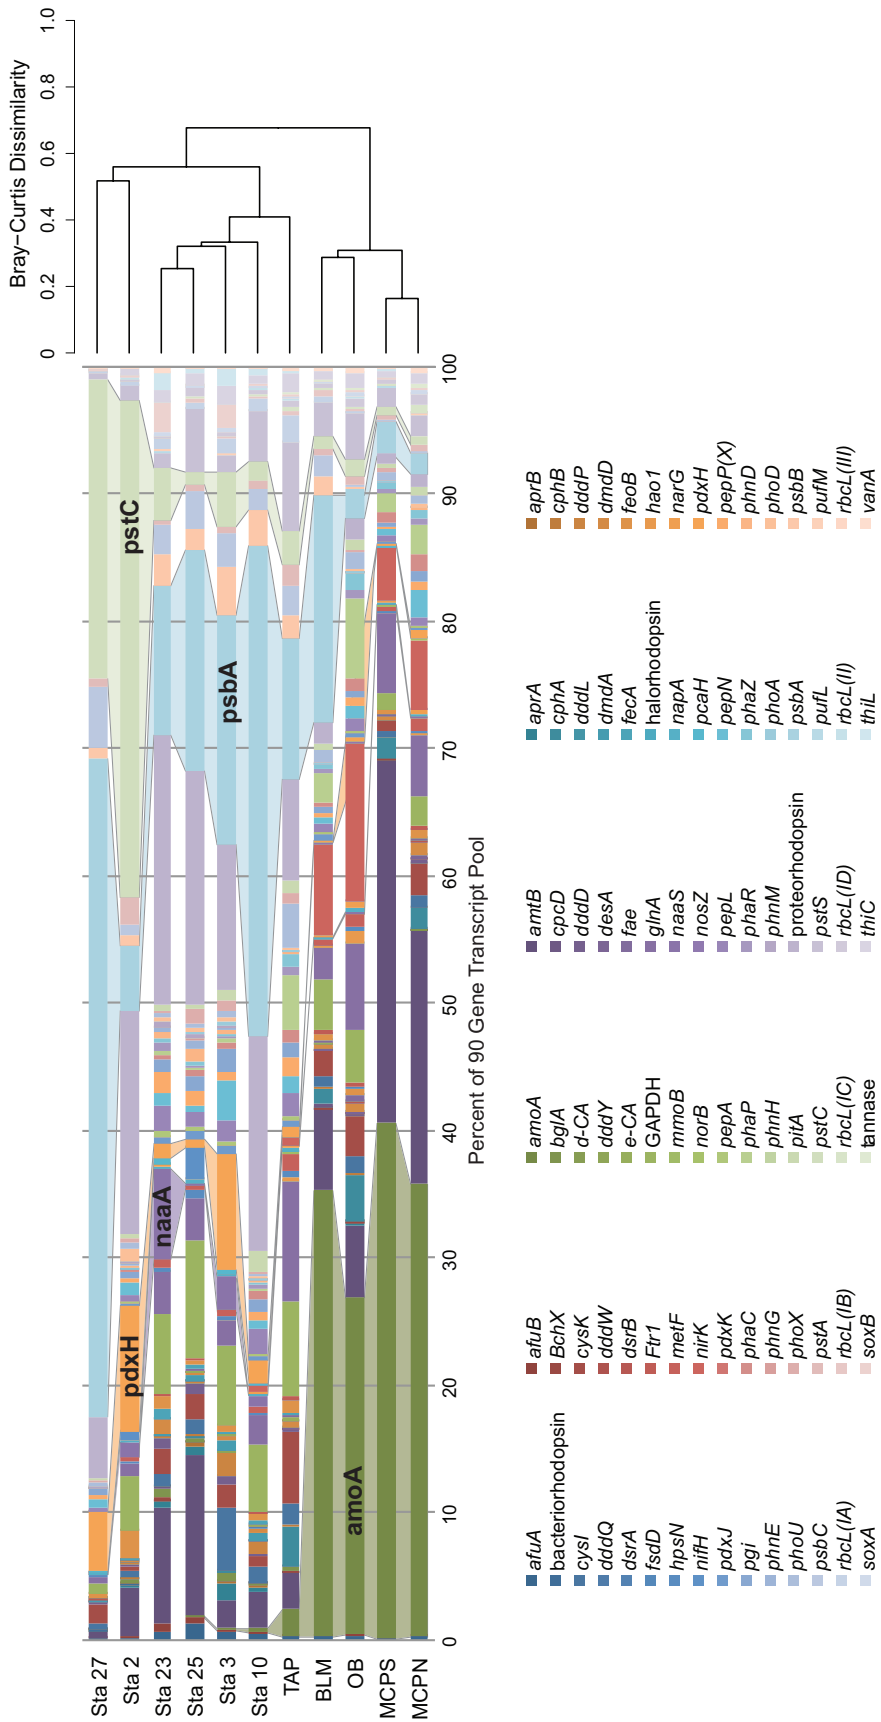 Bray−Curtis Dissimilarity
0 0.2 0.4 0.6 0.8 1.0
Sta 27
Sta 2
Sta 23
Sta 25
Sta 3
Sta 10
TAP
BLM
OB
MCPS
MCPN
pstC
psbA
pdxH
naaA
amoA
0 10 20 30 40 50 60 70 80 90 100
Percent of 90 Gene Transcript Pool
afuA
bacteriorhodopsin
cysI
dddQ
dsrA
fsdD
hpsN
nifH
pdxJ
pgi
phnE
phoU
psbC
rbcL(IA)
soxA
afuB
BchX
cysK
dddW
dsrB
Ftr1
metF
nirK
pdxK
phaC
phnG
phoX
pstA
rbcL(IB)
soxB
amoA
bglA
d-CA
dddY
e-CA
GAPDH
mmoB
norB
pepA
phaP
phnH
pitA
pstC
rbcL(IC)
tannase
amtB
cpcD
dddD
desA
fae
glnA
naaS
nosZ
pepL
phaR
phnM
proteorhodopsin
pstS
rbcL(ID)
thiC
aprA
cphA
dddL
dmdA
fecA
halorhodopsin
napA
pcaH
pepN
phaZ
phoA
psbA
pufL
rbcL(II)
thiL
aprB
cphB
dddP
dmdD
feoB
hao1
narG
pdxH
pepP(X)
phnD
phoD
psbB
pufM
rbcL(III)
vanA